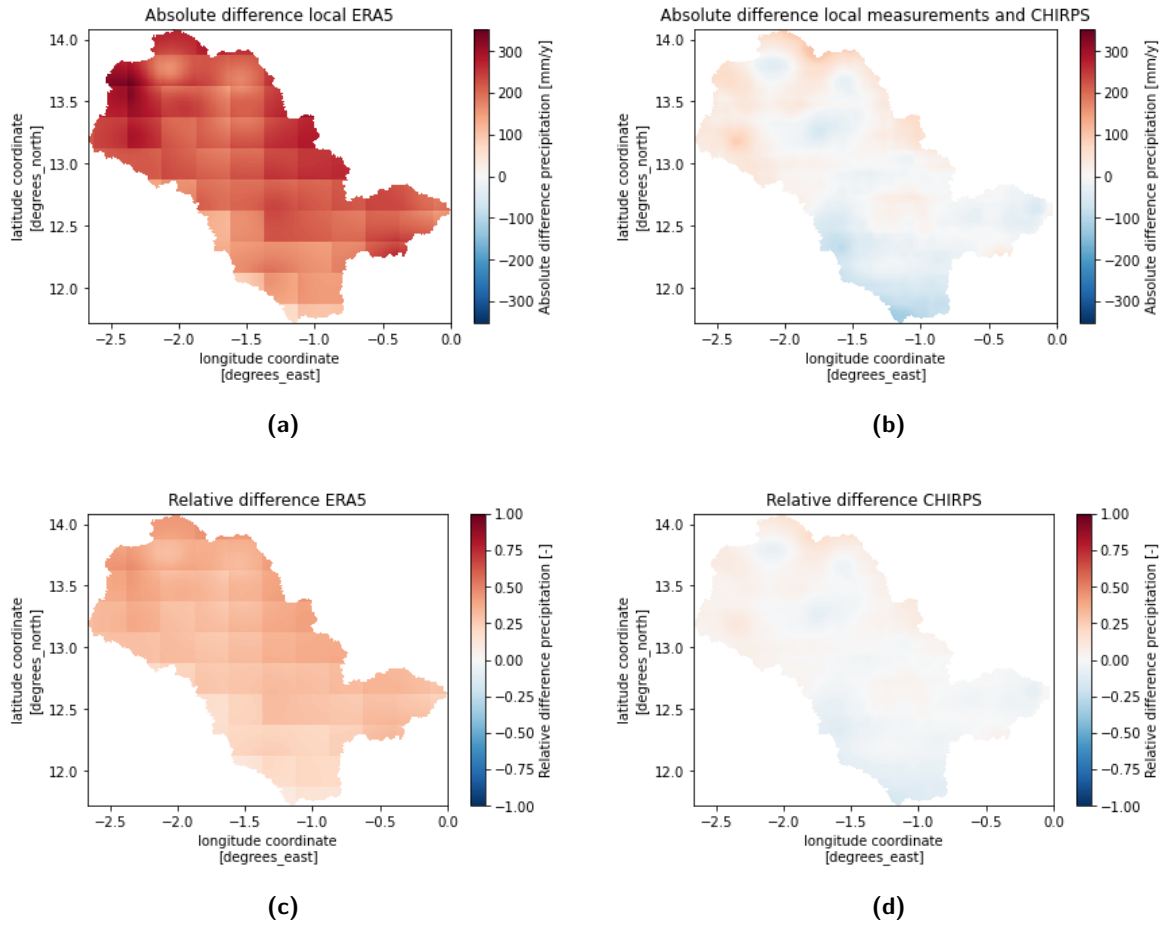 Absolute difference local ERA5
14.0
13.5
13.0
12.5
12.0
latitude coordinate
[degrees_north]
−2.5 −2.0 −1.5 −1.0 −0.5 0.0
longitude coordinate
[degrees_east]
300
200
100
0
−100
−200
−300
Absolute difference precipitation [mm/y]
(a)
Absolute difference local measurements and CHIRPS
14.0
13.5
13.0
12.5
12.0
latitude coordinate
[degrees_north]
−2.5 −2.0 −1.5 −1.0 −0.5 0.0
longitude coordinate
[degrees_east]
300
200
100
0
−100
−200
−300
Absolute difference precipitation [mm/y]
(b)
Relative difference ERA5
14.0
13.5
13.0
12.5
12.0
latitude coordinate
[degrees_north]
−2.5 −2.0 −1.5 −1.0 −0.5 0.0
longitude coordinate
[degrees_east]
1.00
0.75
0.50
0.25
0.00
−0.25
−0.50
−0.75
−1.00
Relative difference precipitation [-]
(c)
Relative difference CHIRPS
14.0
13.5
13.0
12.5
12.0
latitude coordinate
[degrees_north]
−2.5 −2.0 −1.5 −1.0 −0.5 0.0
longitude coordinate
[degrees_east]
1.00
0.75
0.50
0.25
0.00
−0.25
−0.50
−0.75
−1.00
Relative difference precipitation [-]
(d)